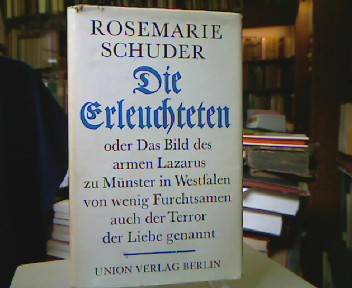 ROSEMARIE
SCHUDER
Die
Erleuchteten
oder Das Bild des
armen Lazarus
zu Münster in Westfalen
von wenig Furchtsamen
auch der Terror
der Liebe genannt
UNION VERLAG BERLIN